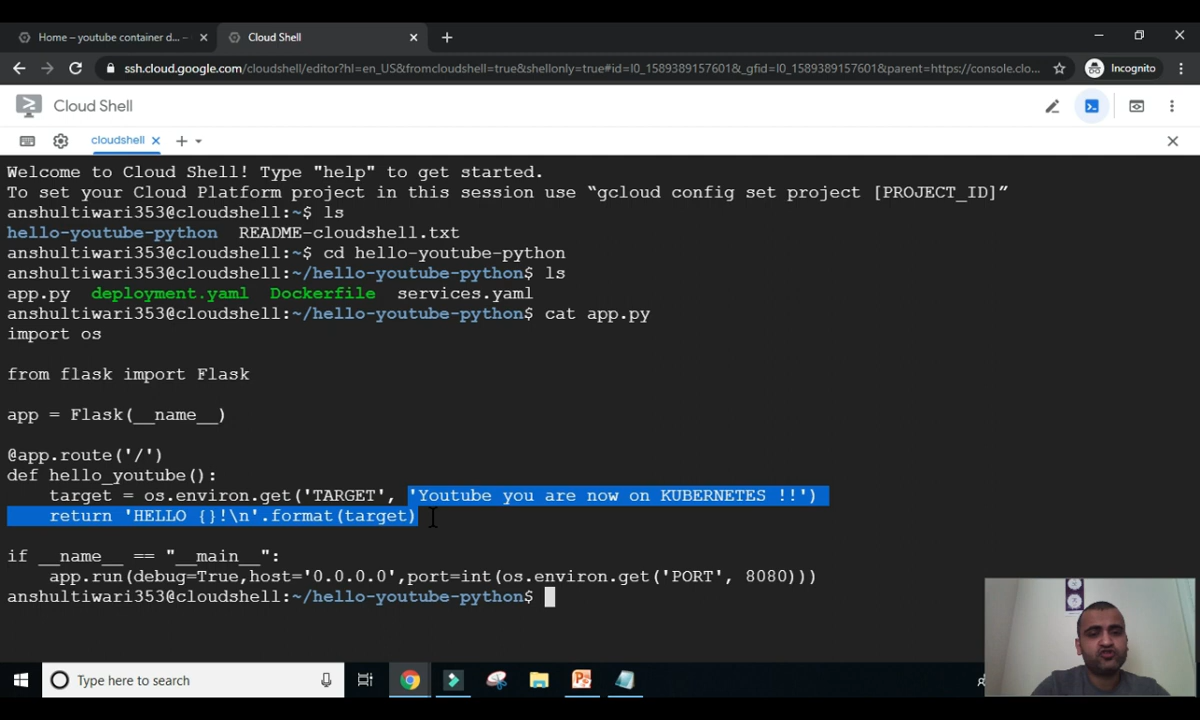 Home – youtube container d... –
Cloud Shell
ssh.cloud.google.com/cloudshell/editor?hl=en_US&fromcloudshell=true&shellonly=true#id=I0_1589389157601&_gfid=I0_1589389157601&parent=https://console.clo...
Incognito
Cloud Shell
cloudshell
Welcome to Cloud Shell! Type "help" to get started.
To set your Cloud Platform project in this session use “gcloud config set project [PROJECT_ID]”
anshultiwari353@cloudshell:~$ ls
hello-youtube-python  README-cloudshell.txt
anshultiwari353@cloudshell:~$ cd hello-youtube-python
anshultiwari353@cloudshell:~/hello-youtube-python$ ls
app.py  deployment.yaml  Dockerfile  services.yaml
anshultiwari353@cloudshell:~/hello-youtube-python$ cat app.py
import os
from flask import Flask
app = Flask(__name__)
@app.route('/')
def hello_youtube():
    target = os.environ.get('TARGET', 'Youtube you are now on KUBERNETES !!')
    return 'HELLO {}!\n'.format(target)
if __name__ == "__main__":
    app.run(debug=True,host='0.0.0.0',port=int(os.environ.get('PORT', 8080)))
anshultiwari353@cloudshell:~/hello-youtube-python$
Type here to search